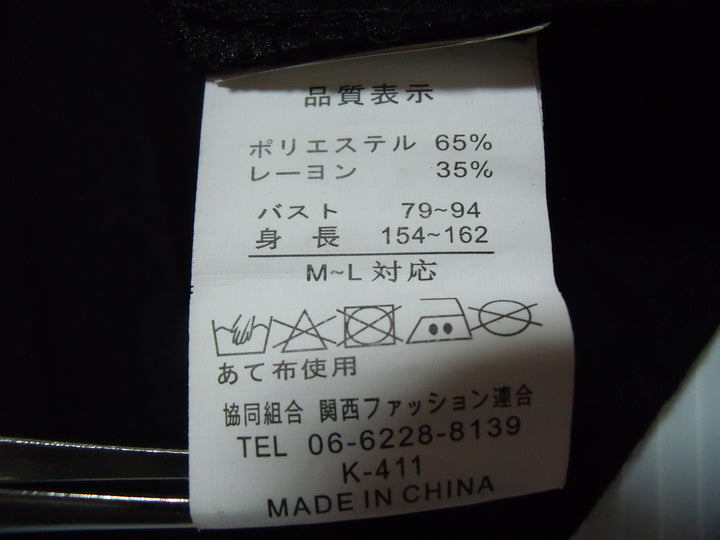 品質表示
ポリエステル 65%
レーヨン 35%
バスト 79~94
身長 154~162
M~L対応
あて布使用
協同組合 関西ファッション連合
TEL 06-6228-8139
K-411
MADE IN CHINA